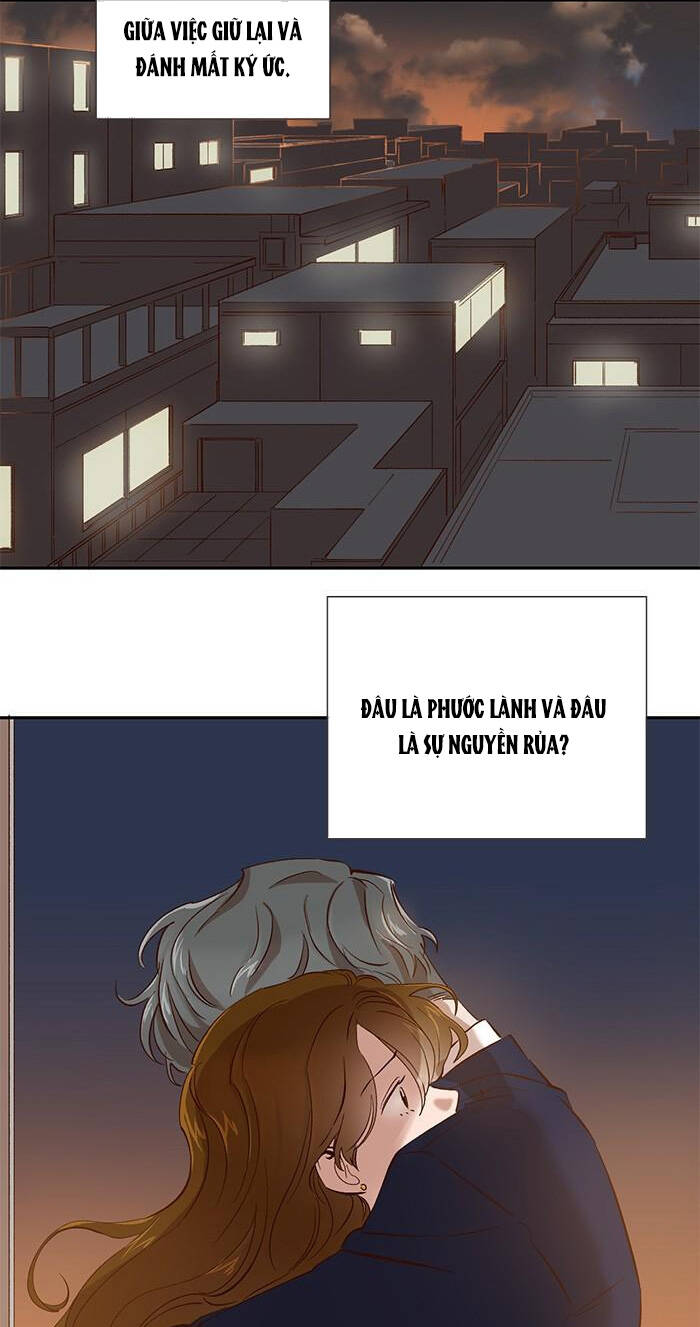 GIỮA VIỆC GIỮ LẠI VÀ
ĐÁNH MẤT KÝ ỨC.
ĐÂU LÀ PHƯỚC LÀNH VÀ ĐÂU
LÀ SỰ NGUYỀN RỦA?